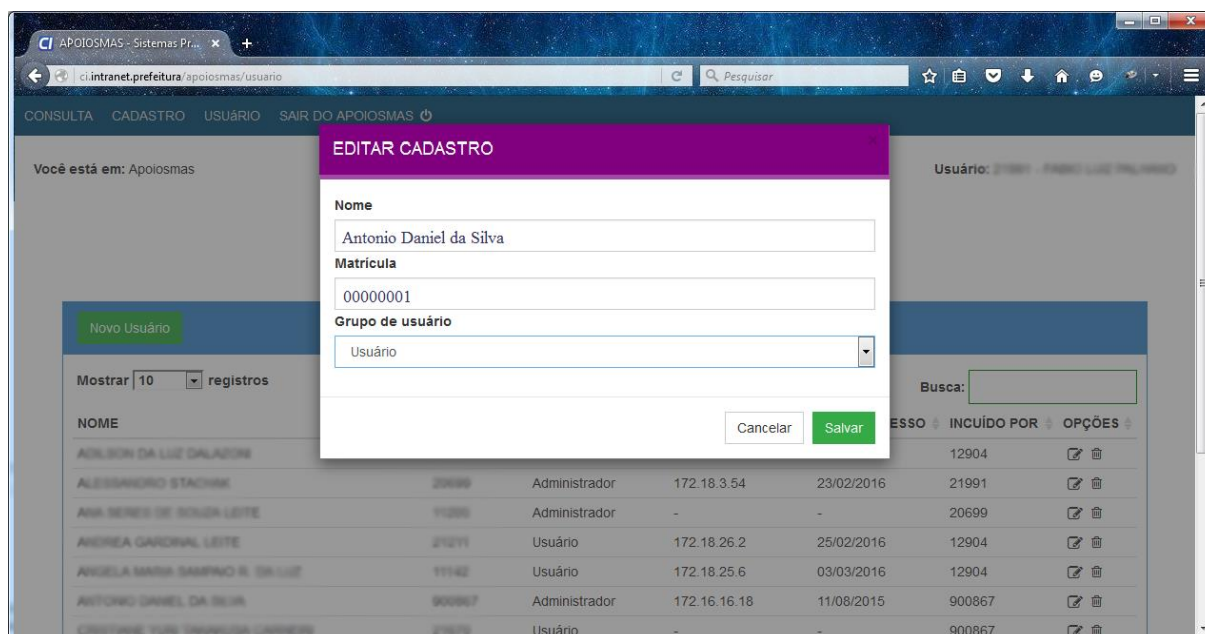 APOIOSMAS - Sistemas Pr...
ci.intranet.prefeitura/apoiosmas/usuario
Pesquisar
CONSULTA CADASTRO USUáRIO SAIR DO APOIOSMAS
EDITAR CADASTRO
Você está em: Apoiosmas
Usuário:
Nome
Antonio Daniel da Silva
Matrícula
00000001
Grupo de usuário
Usuário
Novo Usuário
Mostrar 10 registros
Busca:
Cancelar Salvar
NOME ESSO INCUÍDO POR OPÇÕES
12904
Administrador 172.18.3.54 23/02/2016 21991
Administrador - - 20699
Usuário 172.18.26.2 25/02/2016 12904
Usuário 172.18.25.6 03/03/2016 12904
Administrador 172.16.16.18 11/08/2015 900867
Usuário - - 900867